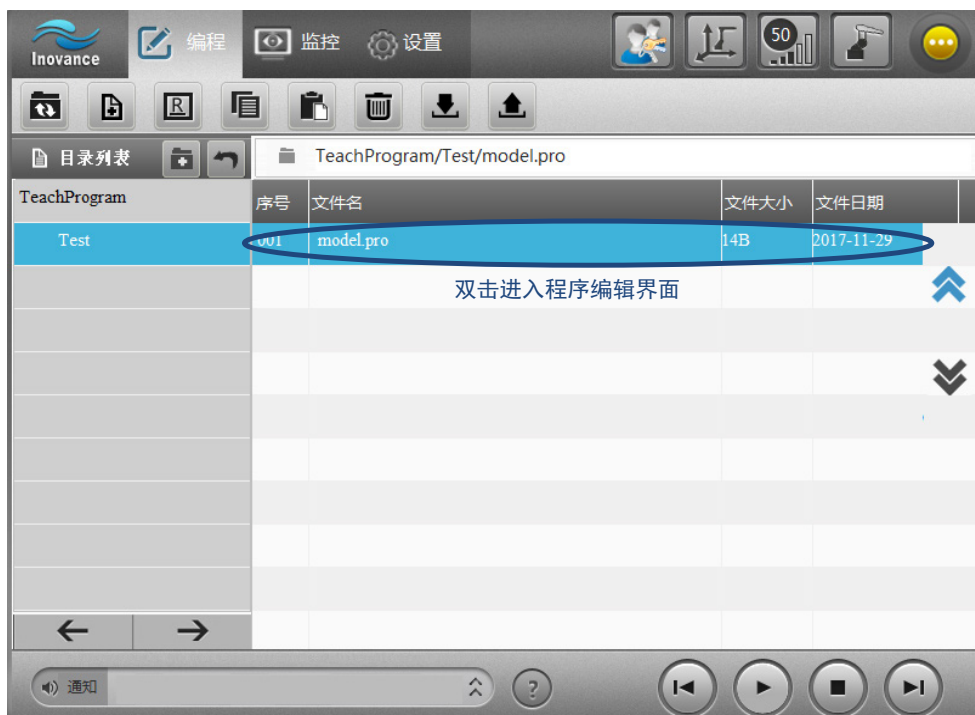 Inovance
编程
监控
设置
50
R
目录列表
TeachProgram/Test/model.pro
TeachProgram
序号
文件名
文件大小
文件日期
Test
001
model.pro
14B
2017-11-29
双击进入程序编辑界面
通知
?